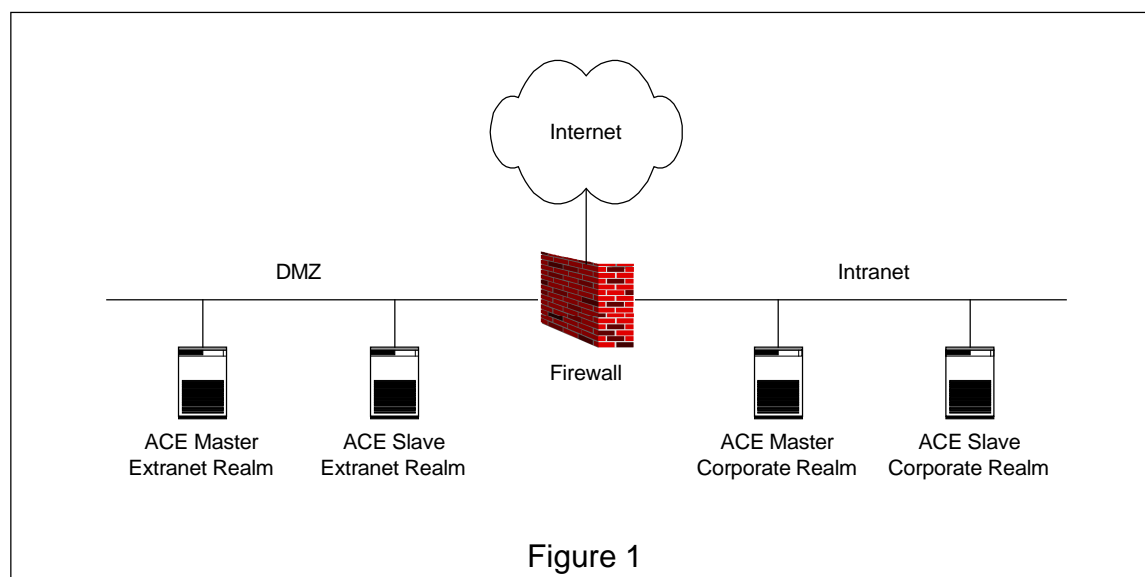 Internet
DMZ
Intranet
Firewall
ACE Master
Extranet Realm
ACE Slave
Extranet Realm
ACE Master
Corporate Realm
ACE Slave
Corporate Realm
Figure 1